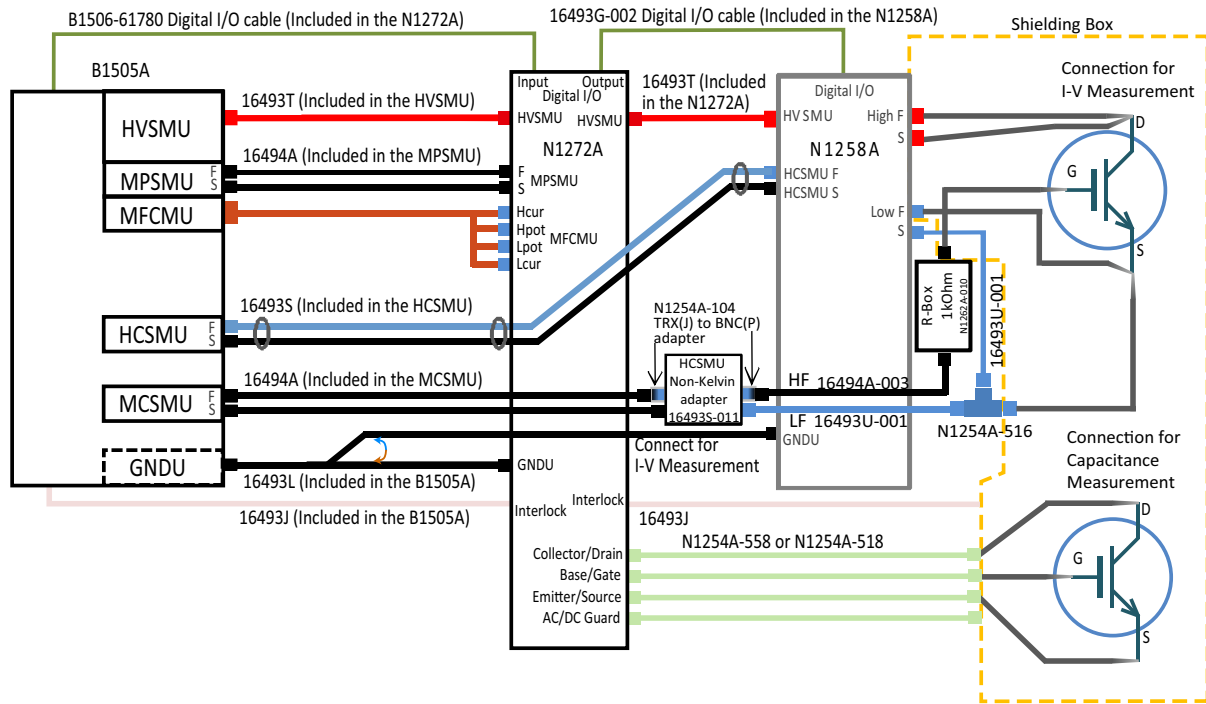 B1506-61780 Digital I/O cable (Included in the N1272A)
16493G-002 Digital I/O cable (Included in the N1258A)
Shielding Box
B1505A
HVSMU
MPSMU
F
S
MFCMU
HCSMU
F
S
MCSMU
F
S
GNDU
16493T (Included in the HVSMU)
16494A (Included in the MPSMU)
16493S (Included in the HCSMU)
16494A (Included in the MCSMU)
16493L (Included in the B1505A)
16493J (Included in the B1505A)
Input
Output
Digital I/O
HVSMU
HVSMU
N1272A
F
S
MPSMU
Hcur
Hpot
Lpot
Lcur
MFCMU
GNDU
Interlock
Interlock
Collector/Drain
Base/Gate
Emitter/Source
AC/DC Guard
16493T (Included
in the N1272A)
Digital I/O
HV SMU
High F
S
N1258A
HCSMU F
HCSMU S
Low F
S
GNDU
N1254A-104
TRX(J) to BNC(P)
adapter
HCSMU
Non-Kelvin
adapter
16493S-011
HF
16494A-003
LF
16493U-001
Connect for
I-V Measurement
R-Box
1kOhm
N1262A-010
16493U-001
N1254A-516
16493J
N1254A-558 or N1254A-518
Connection for
I-V Measurement
D
G
S
Connection for
Capacitance
Measurement
D
G
S